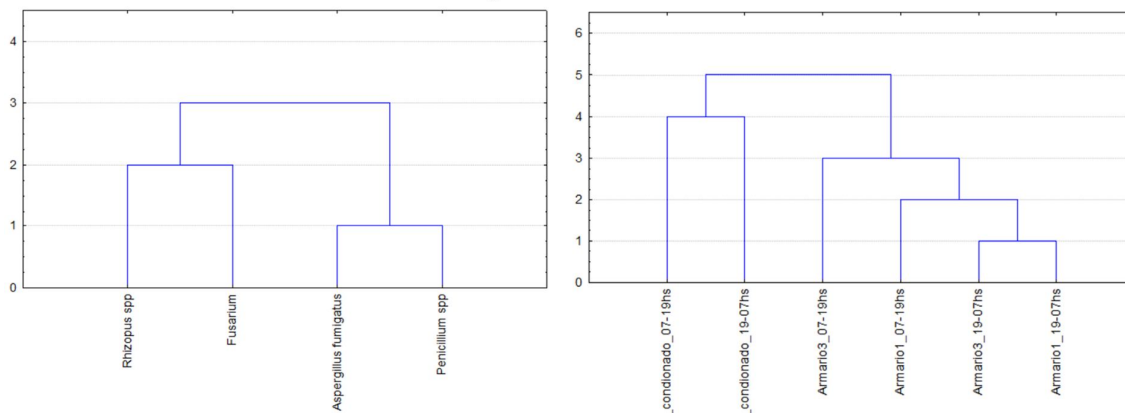 4
3
2
1
0
Rhizopus spp
Fusarium
Aspergillus fumigatus
Penicillium spp
6
5
4
3
2
1
0
_condionado_07-19hs
_condionado_19-07hs
Armario3_07-19hs
Armario1_07-19hs
Armario3_19-07hs
Armario1_19-07hs